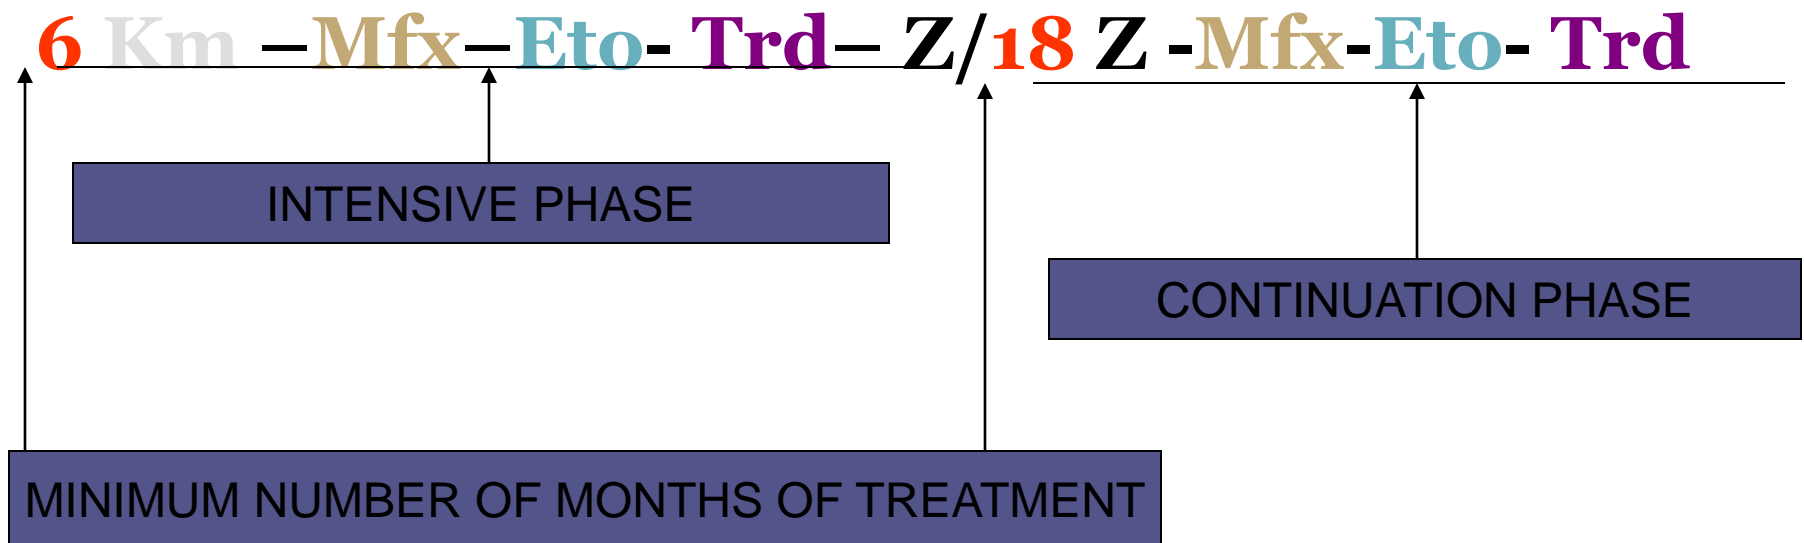 6 Km –Mfx–Eto- Trd– Z/18 Z -Mfx-Eto- Trd
INTENSIVE PHASE
CONTINUATION PHASE
MINIMUM NUMBER OF MONTHS OF TREATMENT